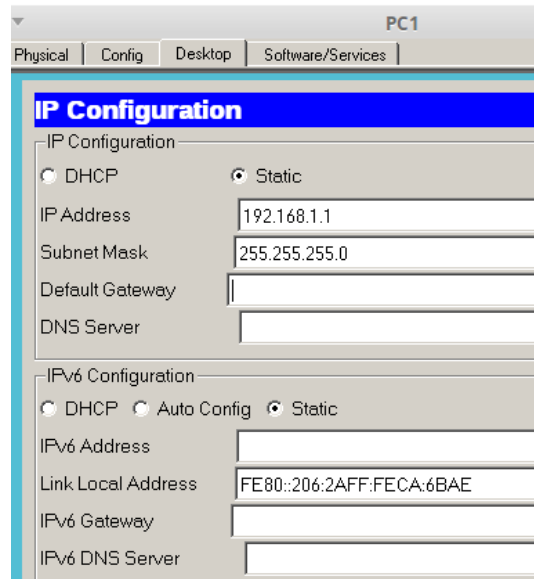 PC1
Physical Config Desktop Software/Services
IP Configuration
IP Configuration
DHCP Static
IP Address 192.168.1.1
Subnet Mask 255.255.255.0
Default Gateway
DNS Server
IPv6 Configuration
DHCP Auto Config Static
IPv6 Address
Link Local Address FE80::206:2AFF:FECA:6BAE
IPv6 Gateway
IPv6 DNS Server